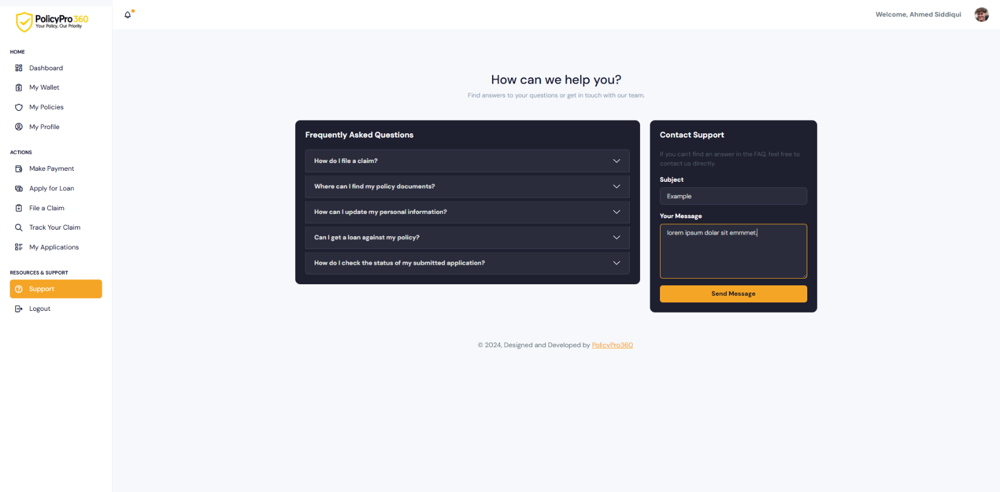 PolicyPro360
Your Policy. Our Priority
Welcome, Ahmed Siddiqui
HOME
Dashboard
My Wallet
My Policies
My Profile
ACTIONS
Make Payment
Apply for Loan
File a Claim
Track Your Claim
My Applications
RESOURCES & SUPPORT
Support
Logout
How can we help you?
Find answers to your questions or get in touch with our team.
Frequently Asked Questions
How do I file a claim?
Where can I find my policy documents?
How can I update my personal information?
Can I get a loan against my policy?
How do I check the status of my submitted application?
Contact Support
If you can't find an answer in the FAQ, feel free to
contact us directly.
Subject
Example
Your Message
lorem ipsum dolar sit emmmet.
Send Message
© 2024, Designed and Developed by PolicyPro360